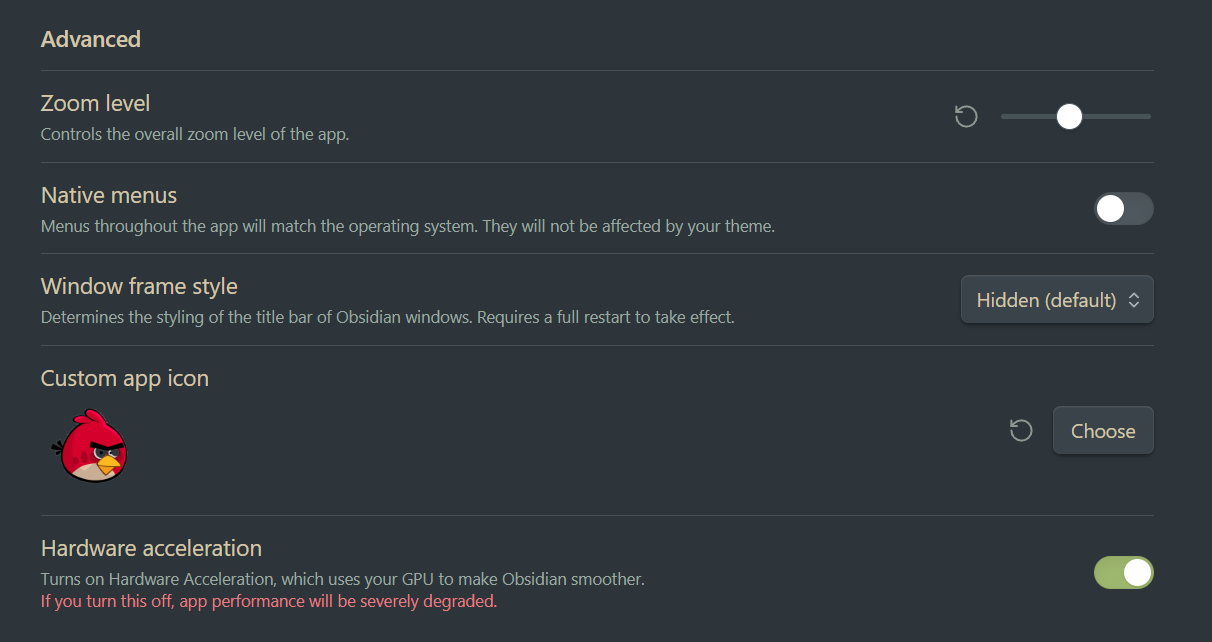 Advanced
Zoom level
Controls the overall zoom level of the app.
Native menus
Menus throughout the app will match the operating system. They will not be affected by your theme.
Window frame style
Determines the styling of the title bar of Obsidian windows. Requires a full restart to take effect.
Hidden (default)
Custom app icon
Choose
Hardware acceleration
Turns on Hardware Acceleration, which uses your GPU to make Obsidian smoother.
If you turn this off, app performance will be severely degraded.